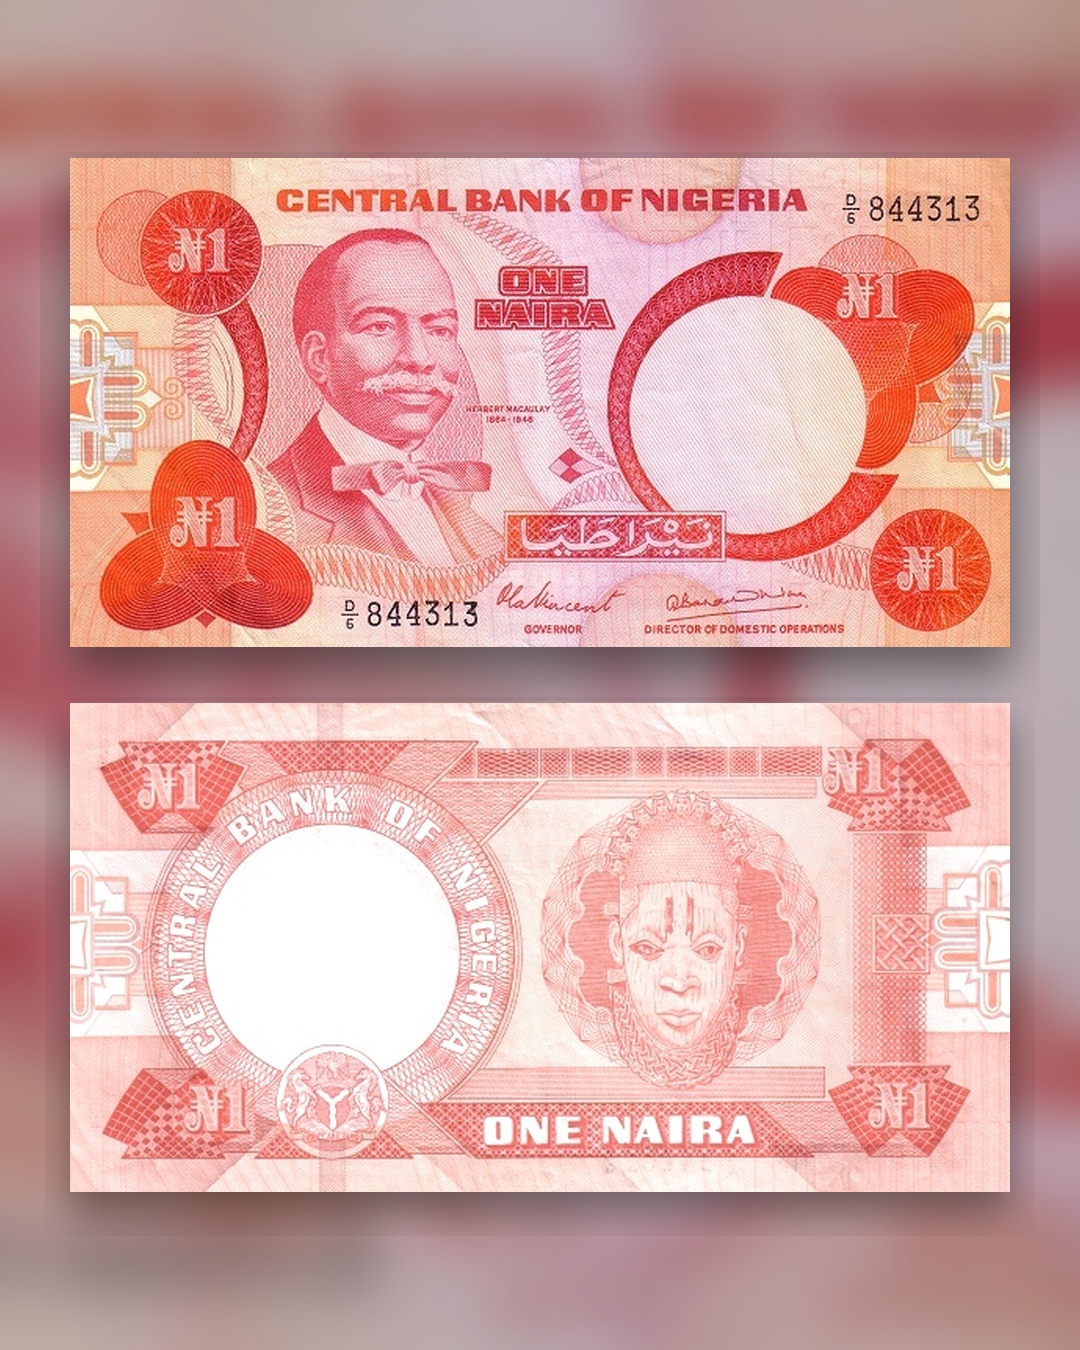 CENTRAL BANK OF NIGERIA
D/6 844313
₦1
ONE
NAIRA
₦1
HERBERT MACAULAY
1864-1946
₦1
نَيْرَا طَبَا
₦1
D/6 844313
GOVERNOR
DIRECTOR OF DOMESTIC OPERATIONS
₦1
₦1
CENTRAL BANK OF NIGERIA
₦1
₦1
ONE NAIRA